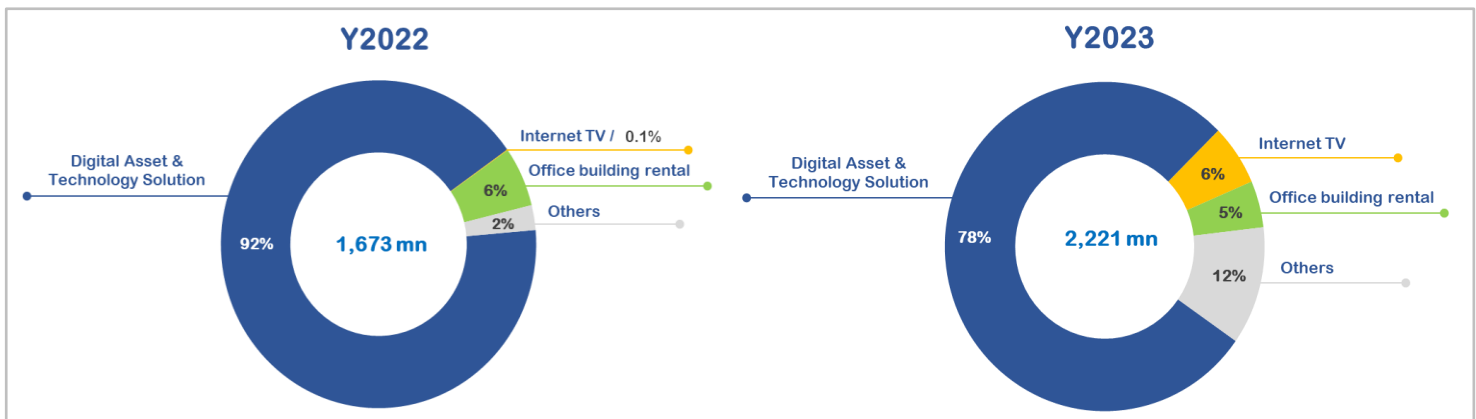 Y2022
Internet TV / 0.1%
Digital Asset &
Technology Solution
Office building rental
6%
Others
2%
92%
1,673 mn
Y2023
Internet TV
Digital Asset &
Technology Solution
6%
Office building rental
5%
78%
2,221 mn
Others
12%